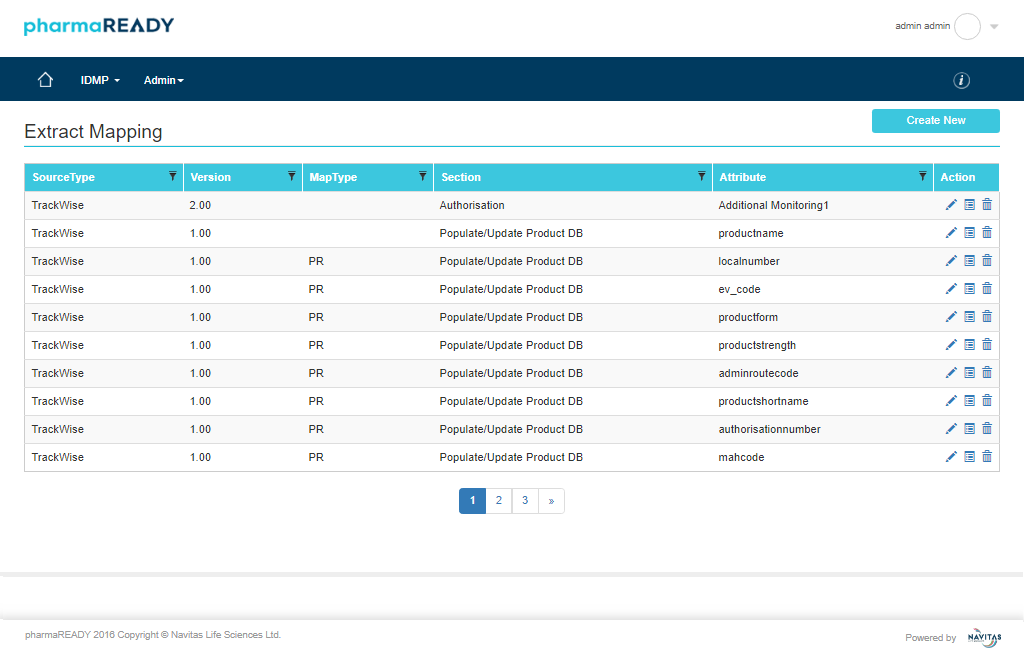 pharmaREADY
admin admin
IDMP Admin
Extract Mapping
Create New
SourceType Version MapType Section Attribute Action
TrackWise 2.00 Authorisation Additional Monitoring1
TrackWise 1.00 Populate/Update Product DB productname
TrackWise 1.00 PR Populate/Update Product DB localnumber
TrackWise 1.00 PR Populate/Update Product DB ev_code
TrackWise 1.00 PR Populate/Update Product DB productform
TrackWise 1.00 PR Populate/Update Product DB productstrength
TrackWise 1.00 PR Populate/Update Product DB adminroutecode
TrackWise 1.00 PR Populate/Update Product DB productshortname
TrackWise 1.00 PR Populate/Update Product DB authorisationnumber
TrackWise 1.00 PR Populate/Update Product DB mahcode
1 2 3 »
pharmaREADY 2016 Copyright © Navitas Life Sciences Ltd.
Powered by NAVITAS